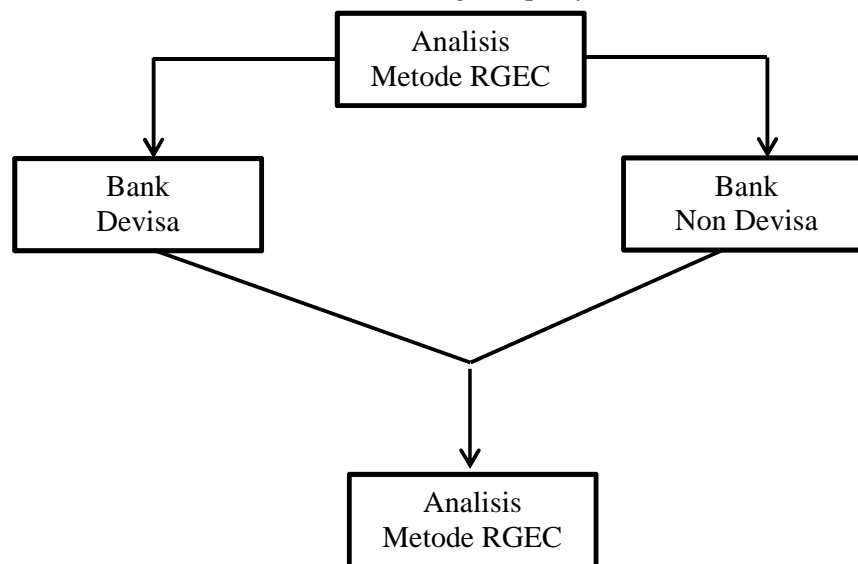 Analisis
Metode RGEC
Bank
Devisa
Bank
Non Devisa
Analisis
Metode RGEC